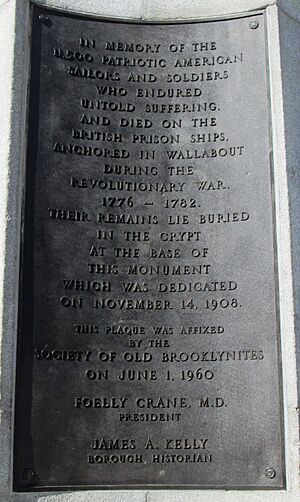 IN MEMORY OF THE
11,500 PATRIOTIC AMERICAN
SAILORS AND SOLDIERS
WHO ENDURED
UNTOLD SUFFERING,
AND DIED ON THE
BRITISH PRISON SHIPS,
ANCHORED IN WALLABOUT
DURING THE
REVOLUTIONARY WAR,
1776 – 1782.
THEIR REMAINS LIE BURIED
IN THE CRYPT
AT THE BASE OF
THIS MONUMENT
WHICH WAS DEDICATED
ON NOVEMBER 14, 1908.
THIS PLAQUE WAS AFFIXED
BY THE
SOCIETY OF OLD BROOKLYNITES
ON JUNE 1, 1960
FOELLY CRANE, M.D.
PRESIDENT
JAMES A. KELLY
BOROUGH HISTORIAN